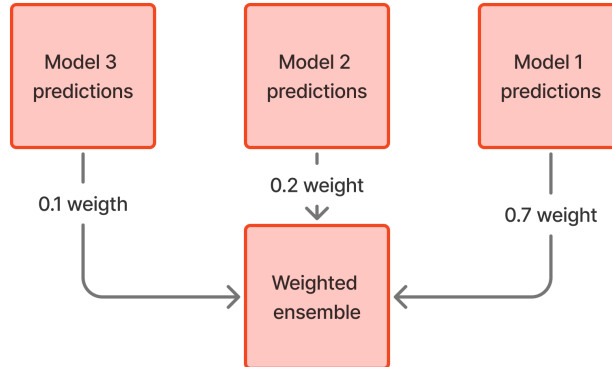 Model 3
predictions
Model 2
predictions
Model 1
predictions
0.1 weigth
0.2 weight
0.7 weight
Weighted
ensemble